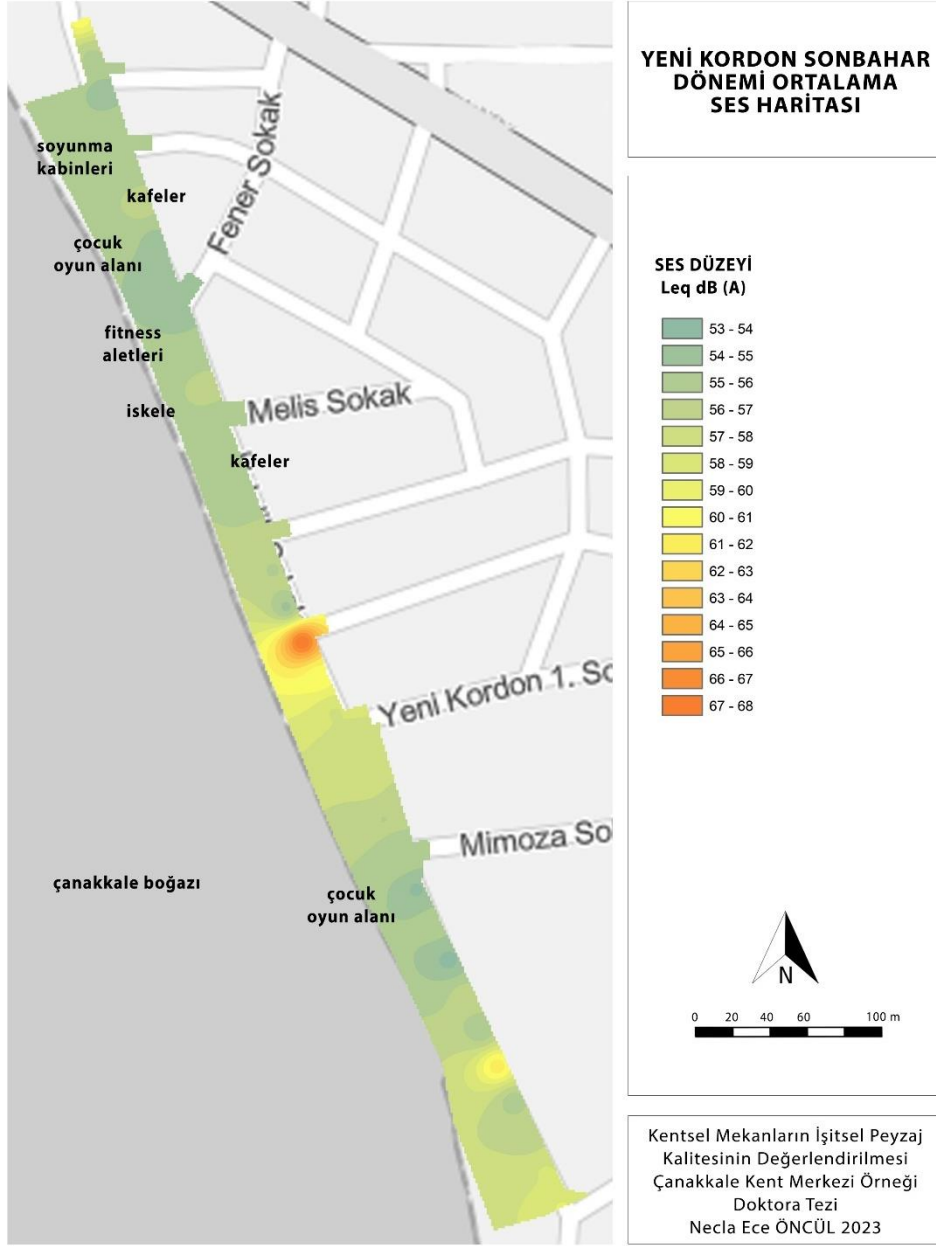 YENİ KORDON SONBAHAR
DÖNEMİ ORTALAMA
SES HARİTASI
SES DÜZEYİ
Leq dB (A)
53 - 54
54 - 55
55 - 56
56 - 57
57 - 58
58 - 59
59 - 60
60 - 61
61 - 62
62 - 63
63 - 64
64 - 65
65 - 66
66 - 67
67 - 68
soyunma
kabinleri
kafeler
Fener Sokak
çocuk
oyun alanı
fitness
aletleri
iskele
Melis Sokak
kafeler
Yeni Kordon 1. So
Mimoza So
çanakkale boğazı
çocuk
oyun alanı
N
0 20 40 60 100 m
Kentsel Mekanların İşitsel Peyzaj
Kalitesinin Değerlendirilmesi
Çanakkale Kent Merkezi Örneği
Doktora Tezi
Necla Ece ÖNCÜL 2023